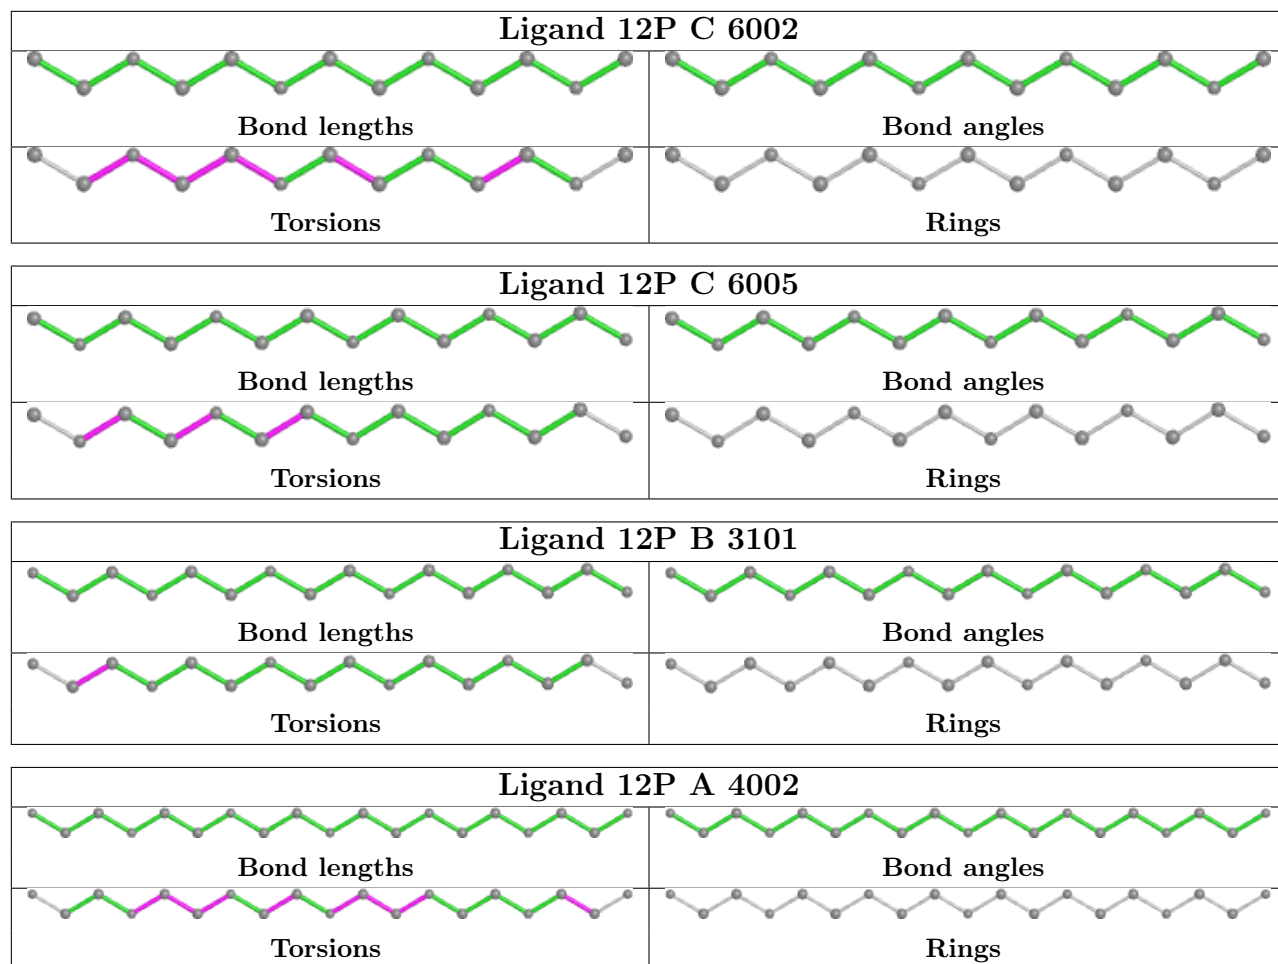 Ligand 12P C 6002
Bond lengths Bond angles
Torsions Rings
Ligand 12P C 6005
Bond lengths Bond angles
Torsions Rings
Ligand 12P B 3101
Bond lengths Bond angles
Torsions Rings
Ligand 12P A 4002
Bond lengths Bond angles
Torsions Rings